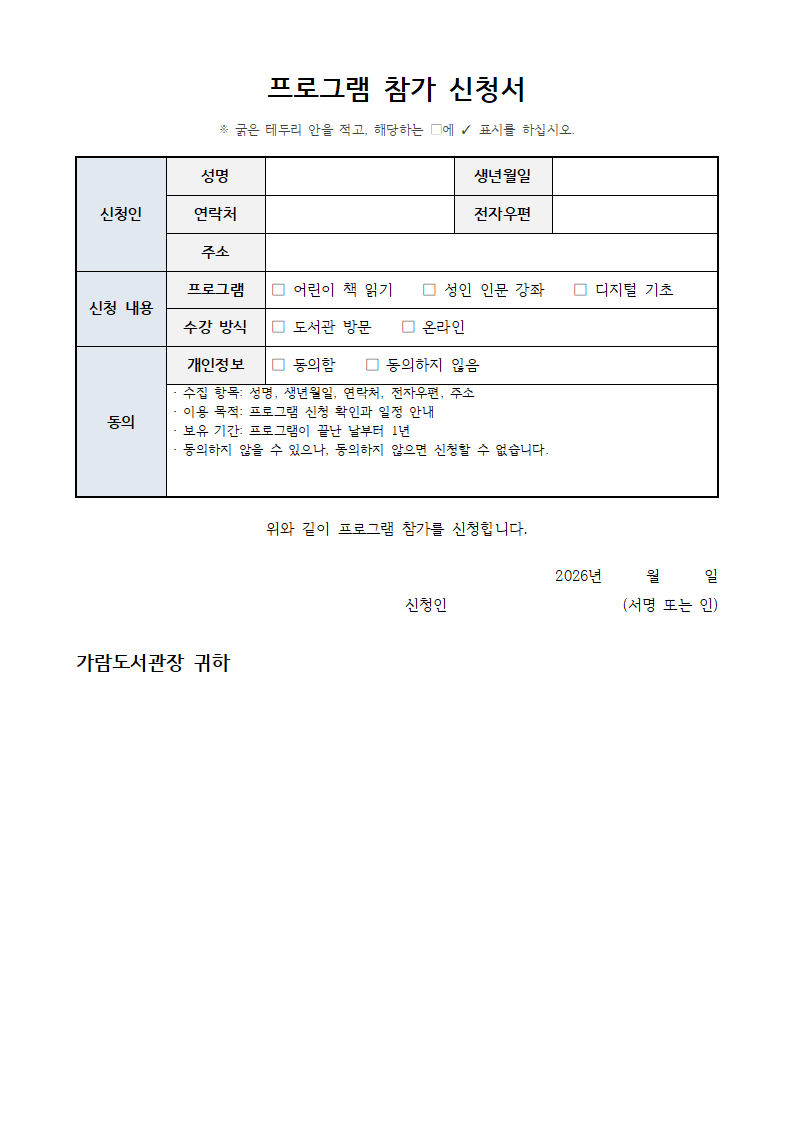 프로그램 참가 신청서
※ 굵은 테두리 안을 적고, 해당하는 □에 ✓ 표시를 하십시오.
신청인
성명
생년월일
연락처
전자우편
주소
신청 내용
프로그램
□ 어린이 책 읽기 □ 성인 인문 강좌 □ 디지털 기초
수강 방식
□ 도서관 방문 □ 온라인
동의
개인정보
□ 동의함 □ 동의하지 않음
· 수집 항목: 성명, 생년월일, 연락처, 전자우편, 주소
· 이용 목적: 프로그램 신청 확인과 일정 안내
· 보유 기간: 프로그램이 끝난 날부터 1년
· 동의하지 않을 수 있으나, 동의하지 않으면 신청할 수 없습니다.
위와 같이 프로그램 참가를 신청합니다.
2026년 월 일
신청인 (서명 또는 인)
가람도서관장 귀하